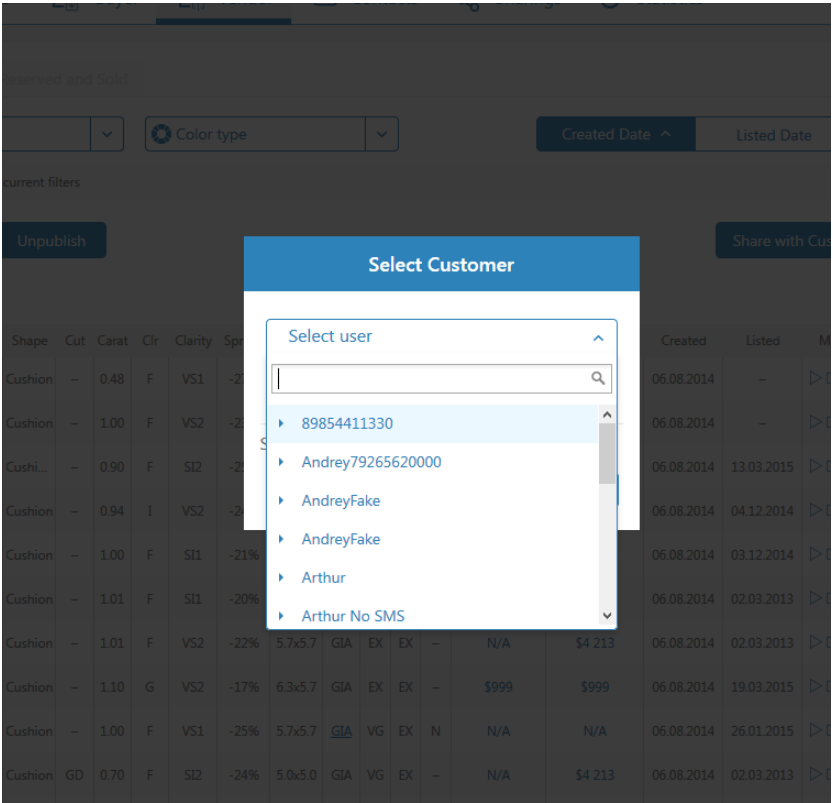 Reserved and Sold
Color type
Created Date
Listed Date
current filters
Unpublish
Share with Cus
Select Customer
Select user
89854411330
Andrey79265620000
AndreyFake
AndreyFake
Arthur
Arthur No SMS
Shape Cut Carat Clr Clarity Spr Created Listed M
Cushion – 0.48 F VS1 06.08.2014 –
Cushion – 1.00 F VS2 06.08.2014 –
Cushi... – 0.90 F SI2 06.08.2014 13.03.2015
Cushion – 0.94 I VS2 06.08.2014 04.12.2014
Cushion – 1.00 F SI1 -21% 06.08.2014 03.12.2014
Cushion – 1.01 F SI1 -20% 06.08.2014 02.03.2013
Cushion – 1.01 F VS2 -22% 5.7x5.7 GIA EX EX – N/A $4 213 06.08.2014 02.03.2013
Cushion – 1.10 G VS2 -17% 6.3x5.7 GIA EX EX – $999 $999 06.08.2014 19.03.2015
Cushion – 1.00 F VS1 -25% 5.7x5.7 GIA VG EX N N/A N/A 06.08.2014 26.01.2015
Cushion GD 0.70 F SI2 -24% 5.0x5.0 GIA VG EX – N/A $4 213 06.08.2014 02.03.2013